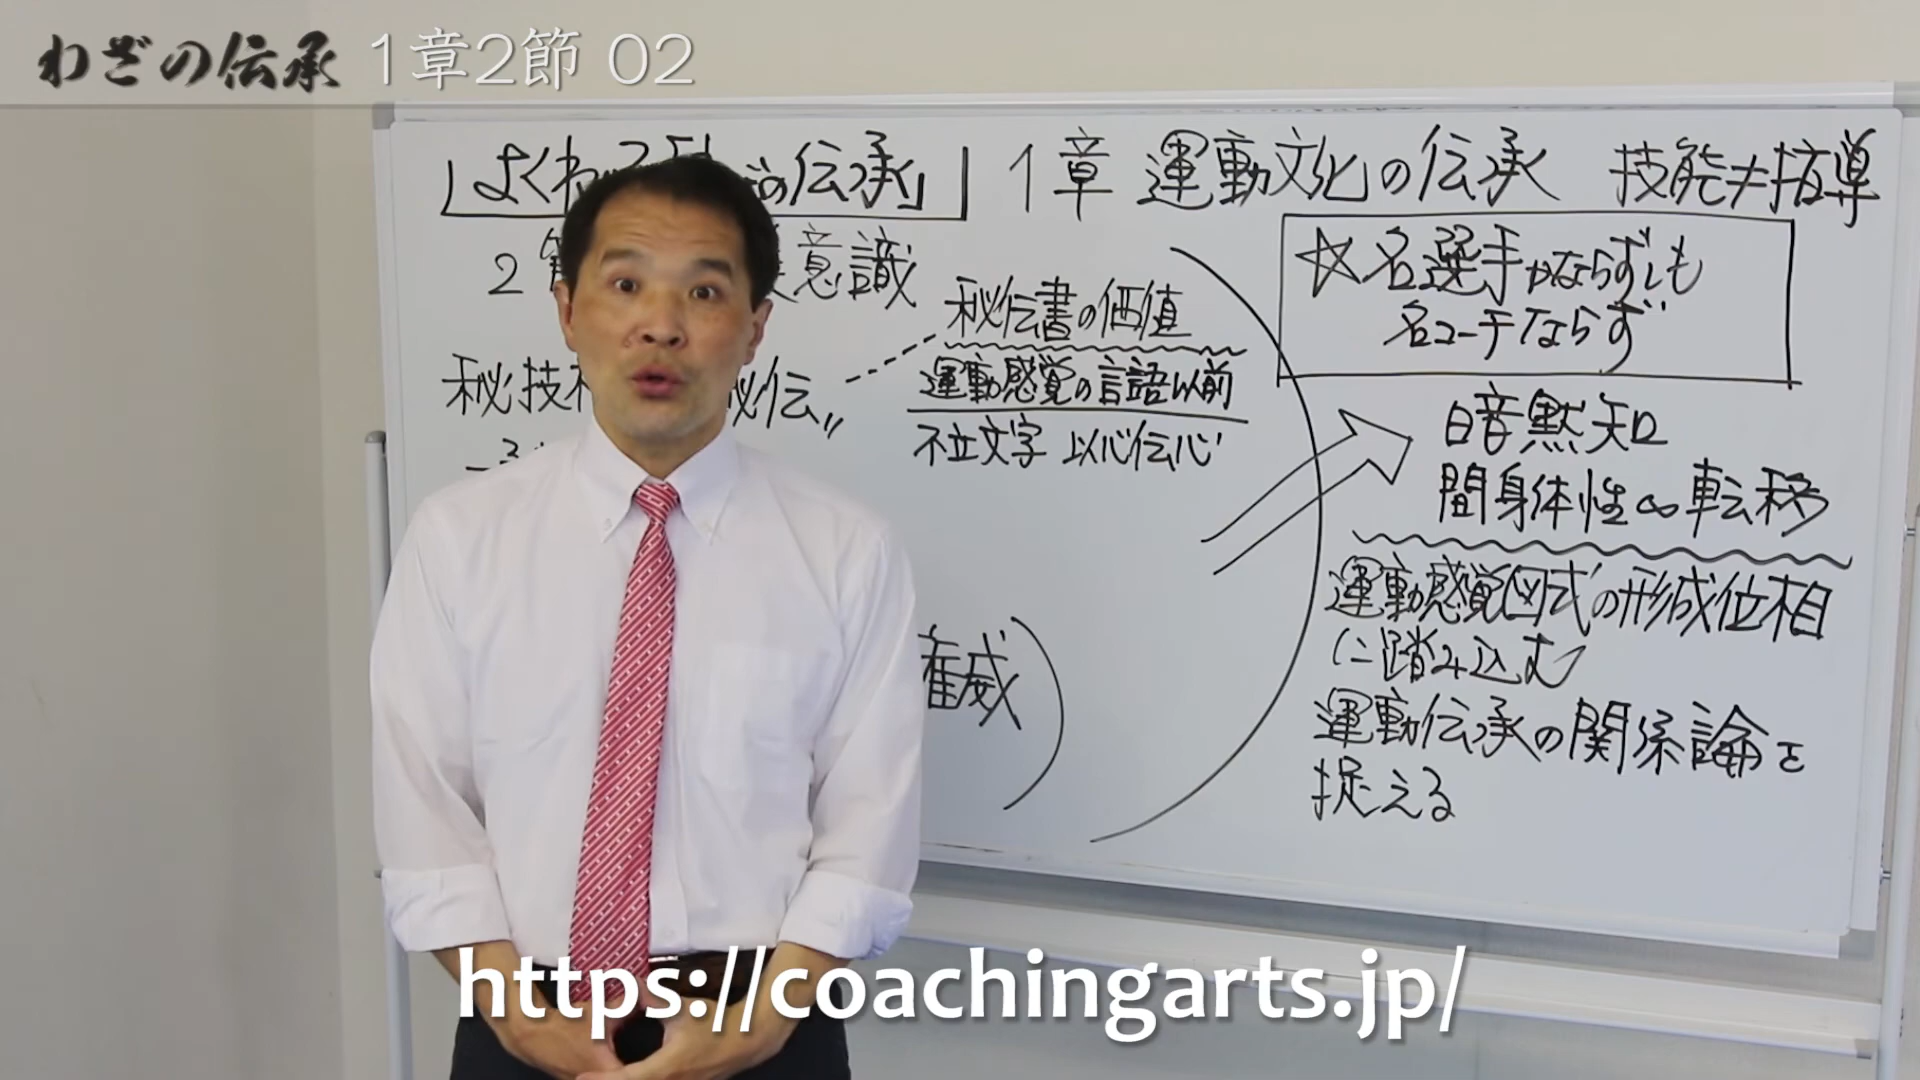 わざの伝承 1章2節 02
「よくわ の伝承」 1章 運動文化の伝承 技能≠指導
2 意識
☆名選手かならずしも
名コーチならず
秘伝書の価値
運動感覚の言語以前
不立文字 以心伝心
秘技 秘伝〃
暗黙知
間身体性∞転移
運動感覚図式の形成位相
に踏み込む
運動伝承の関係論を
捉える
権威)
https://coachingarts.jp/